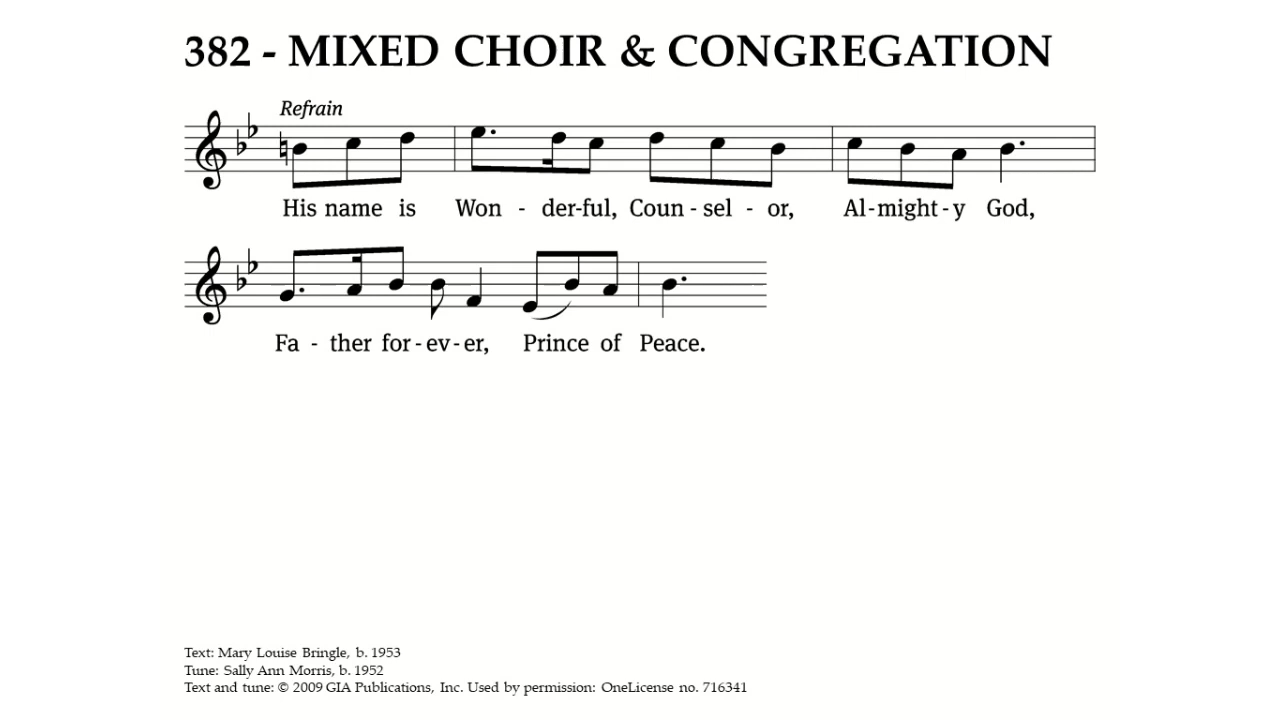 382 - MIXED CHOIR & CONGREGATION
Refrain
His name is Won - der-ful, Coun - sel - or, Al-might-y God,
Fa - ther for-ev-er, Prince of Peace.
Text: Mary Louise Bringle, b. 1953
Tune: Sally Ann Morris, b. 1952
Text and tune: © 2009 GIA Publications, Inc. Used by permission: OneLicense no. 716341